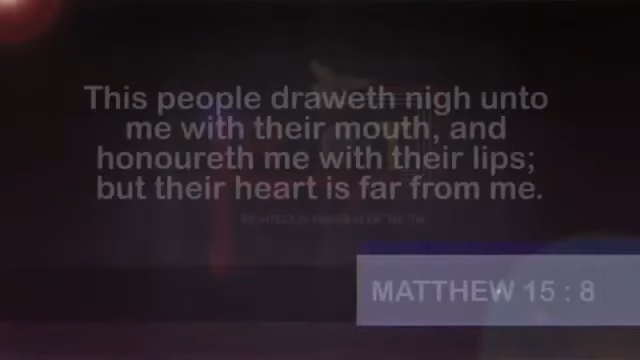 This people draweth nigh unto
me with their mouth, and
honoureth me with their lips;
but their heart is far from me.
MATTHEW 15 : 8